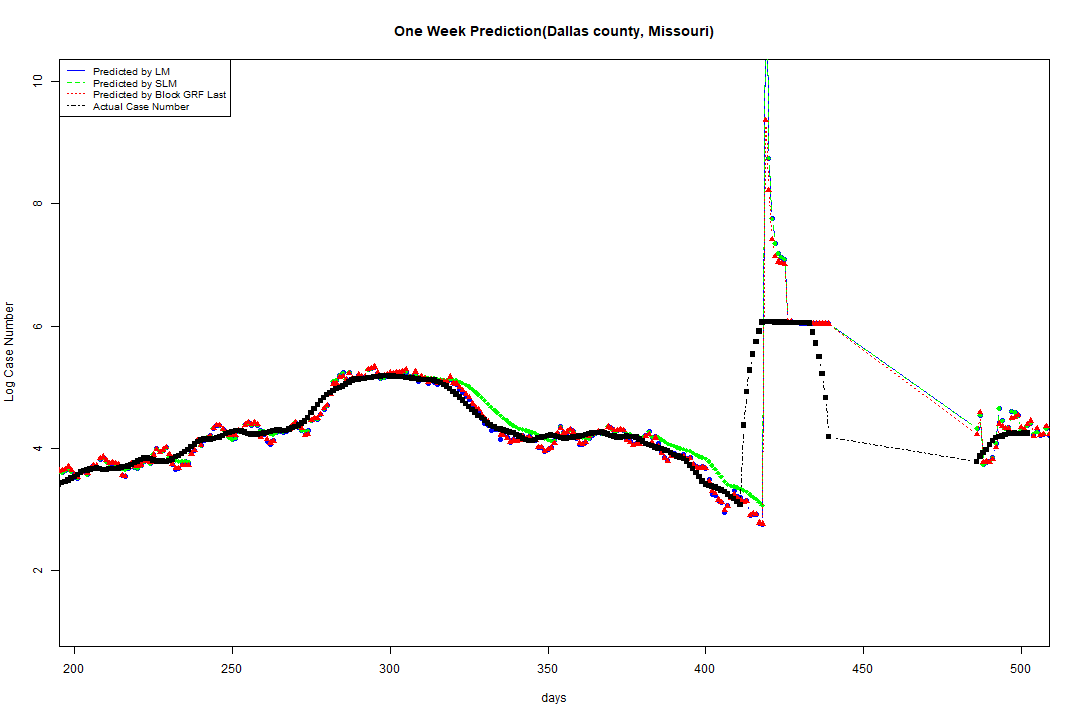 One Week Prediction(Dallas county, Missouri)
Predicted by LM
Predicted by SLM
Predicted by Block GRF Last
Actual Case Number
Log Case Number
10
8
6
4
2
200 250 300 350 400 450 500
days